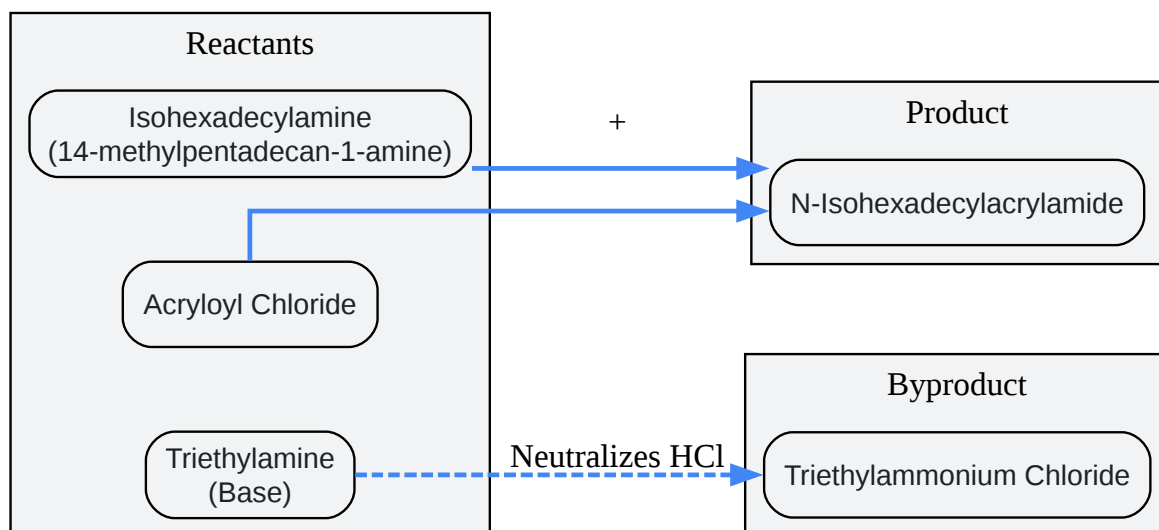 Reactants
Isohexadecylamine
(14-methylpentadecan-1-amine)
+
Product
N-Isohexadecylacrylamide
Acryloyl Chloride
Byproduct
Triethylamine
(Base)
Neutralizes HCl
Triethylammonium Chloride